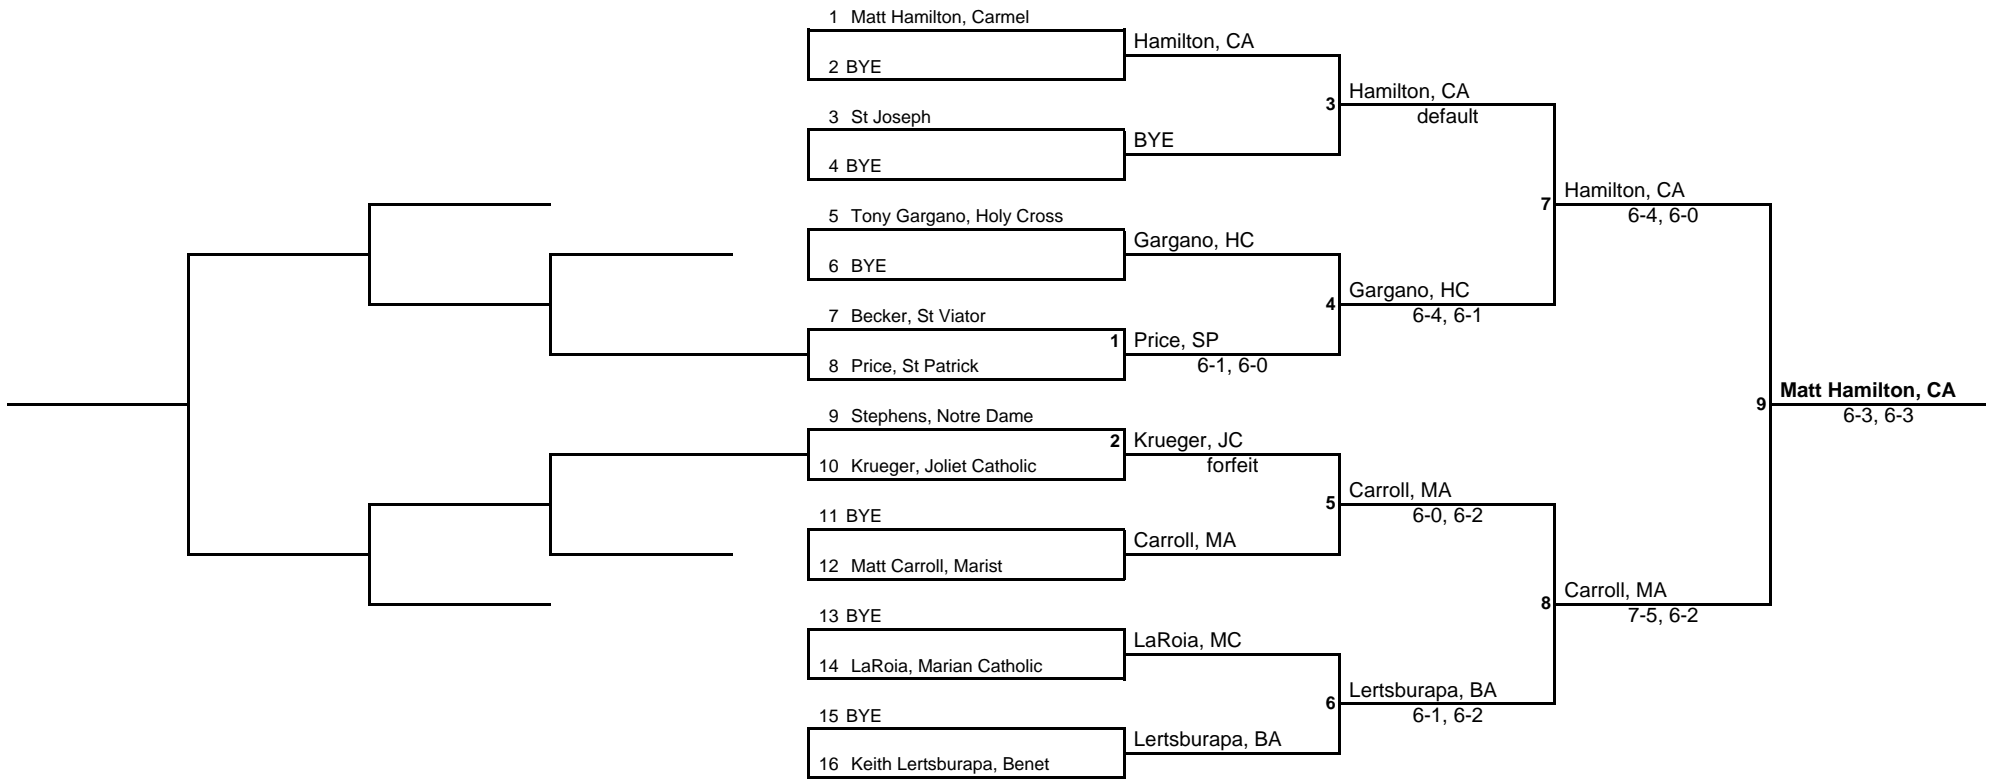 1 Matt Hamilton, Carmel
Hamilton, CA
2 BYE
3 Hamilton, CA
default
3 St Joseph
BYE
4 BYE
7 Hamilton, CA
6-4, 6-0
5 Tony Gargano, Holy Cross
Gargano, HC
6 BYE
4 Gargano, HC
6-4, 6-1
7 Becker, St Viator
1 Price, SP
6-1, 6-0
8 Price, St Patrick
9 Matt Hamilton, CA
6-3, 6-3
9 Stephens, Notre Dame
2 Krueger, JC
forfeit
10 Krueger, Joliet Catholic
5 Carroll, MA
6-0, 6-2
11 BYE
Carroll, MA
12 Matt Carroll, Marist
8 Carroll, MA
7-5, 6-2
13 BYE
LaRoia, MC
14 LaRoia, Marian Catholic
6 Lertsburapa, BA
6-1, 6-2
15 BYE
Lertsburapa, BA
16 Keith Lertsburapa, Benet